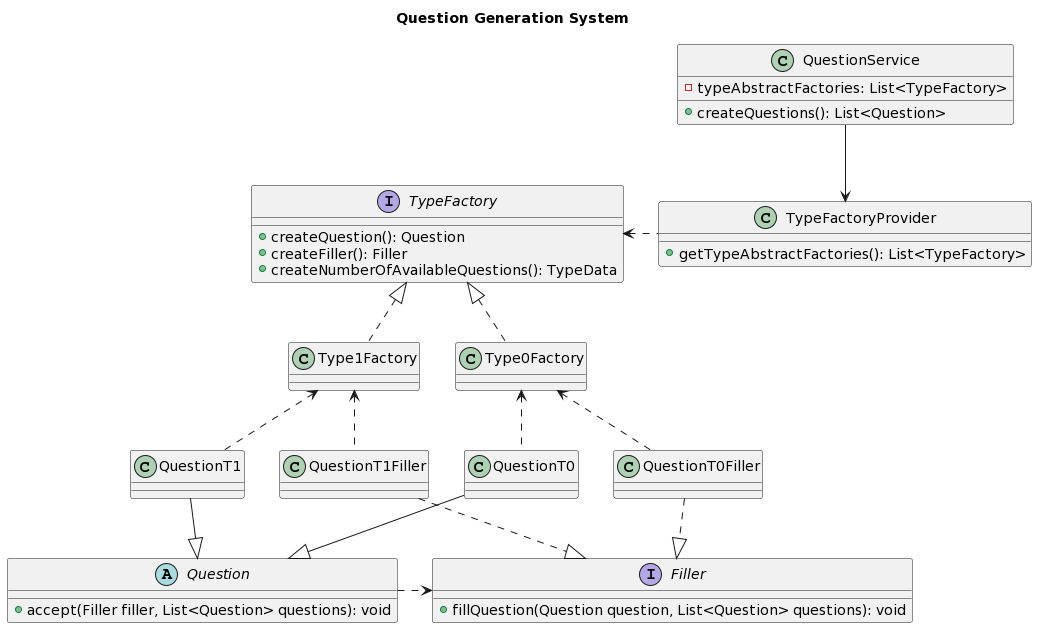 Question Generation System
C QuestionService
typeAbstractFactories: List<TypeFactory>
createQuestions(): List<Question>
I TypeFactory
createQuestion(): Question
createFiller(): Filler
createNumberOfAvailableQuestions(): TypeData
C TypeFactoryProvider
getTypeAbstractFactories(): List<TypeFactory>
C Type1Factory
C Type0Factory
C QuestionT1
C QuestionT1Filler
C QuestionT0
C QuestionT0Filler
A Question
accept(Filler filler, List<Question> questions): void
I Filler
fillQuestion(Question question, List<Question> questions): void